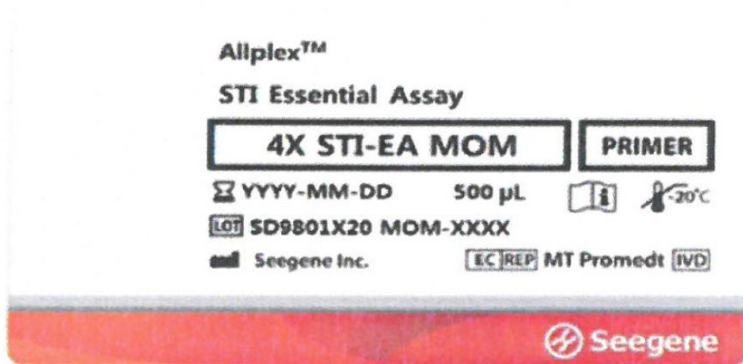 Allplex™
STI Essential Assay
4X STI-EA MOM PRIMER
YYYY-MM-DD 500 μL -20°C
LOT SD9801X20 MOM-XXXX
Seegene Inc. EC REP MT Promedt IVD
Seegene